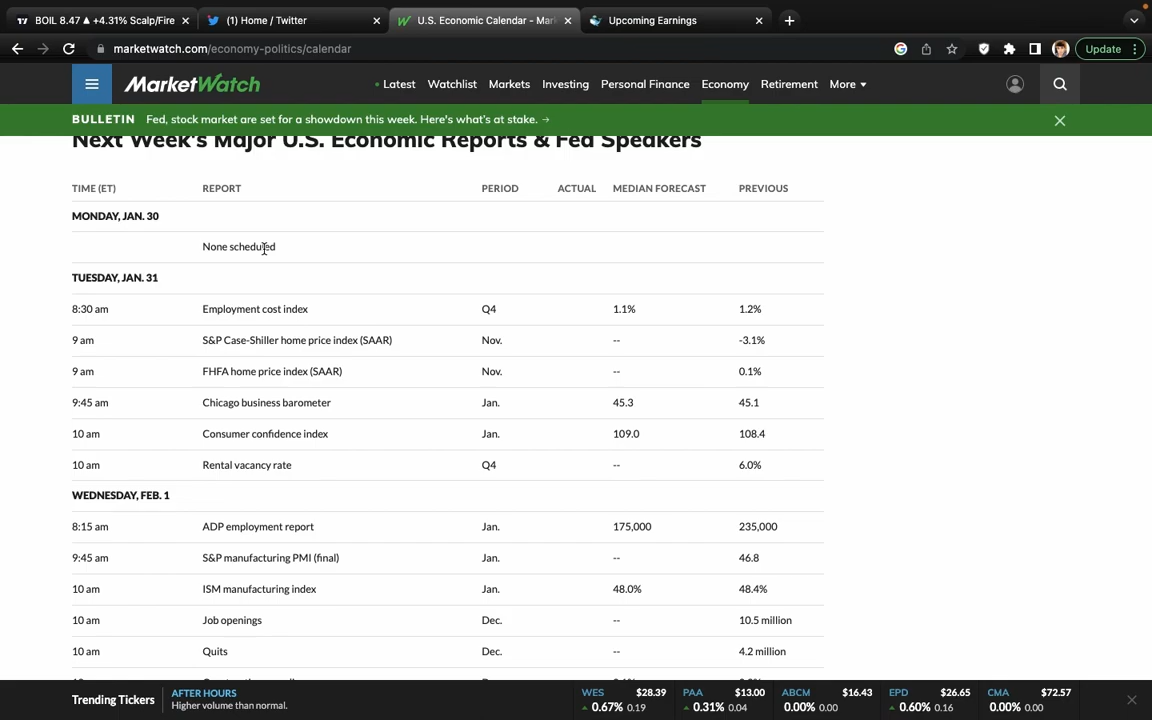 BOIL 8.47 ▲ +4.31% Scalp/Fire
(1) Home / Twitter
U.S. Economic Calendar - Mar
Upcoming Earnings
marketwatch.com/economy-politics/calendar
Update
MarketWatch
Latest Watchlist Markets Investing Personal Finance Economy Retirement More
BULLETIN Fed, stock market are set for a showdown this week. Here's what's at stake. →
Next Week's Major U.S. Economic Reports & Fed Speakers
TIME (ET) REPORT PERIOD ACTUAL MEDIAN FORECAST PREVIOUS
MONDAY, JAN. 30
None scheduled
TUESDAY, JAN. 31
8:30 am Employment cost index Q4 1.1% 1.2%
9 am S&P Case-Shiller home price index (SAAR) Nov. -- -3.1%
9 am FHFA home price index (SAAR) Nov. -- 0.1%
9:45 am Chicago business barometer Jan. 45.3 45.1
10 am Consumer confidence index Jan. 109.0 108.4
10 am Rental vacancy rate Q4 -- 6.0%
WEDNESDAY, FEB. 1
8:15 am ADP employment report Jan. 175,000 235,000
9:45 am S&P manufacturing PMI (final) Jan. -- 46.8
10 am ISM manufacturing index Jan. 48.0% 48.4%
10 am Job openings Dec. -- 10.5 million
10 am Quits Dec. -- 4.2 million
Trending Tickers
AFTER HOURS
Higher volume than normal.
WES $28.39
▲ 0.67% 0.19
PAA $13.00
▲ 0.31% 0.04
ABCM $16.43
0.00% 0.00
EPD $26.65
▲ 0.60% 0.16
CMA $72.57
0.00% 0.00